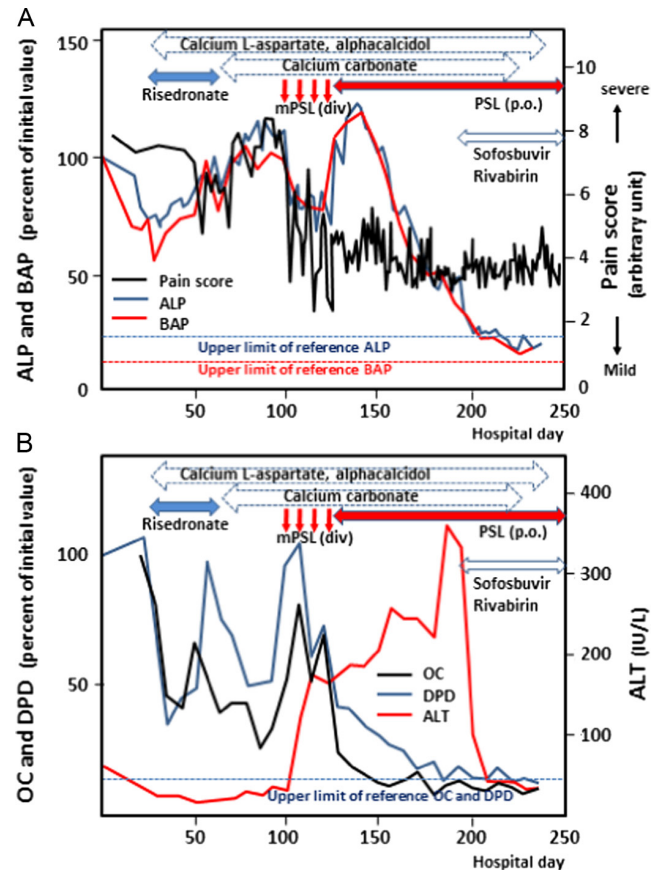 A
150
100
50
0
ALP and BAP (percent of initial value)
Calcium L-aspartate, alphacalcidol
Calcium carbonate
Risedronate
mPSL (div)
PSL (p.o.)
Sofosbuvir
Rivabirin
Pain score
ALP
BAP
Upper limit of reference ALP
Upper limit of reference BAP
10
8
6
4
2
0
severe
Pain score
(arbitrary unit)
Mild
50
100
150
200
250
Hospital day
B
100
50
OC and DPD (percent of initial value)
Calcium L-aspartate, alphacalcidol
Calcium carbonate
Risedronate
mPSL (div)
PSL (p.o.)
Sofosbuvir
Rivabirin
OC
DPD
ALT
Upper limit of reference OC and DPD
400
300
200
100
ALT (IU/L)
50
100
150
200
250
Hospital day